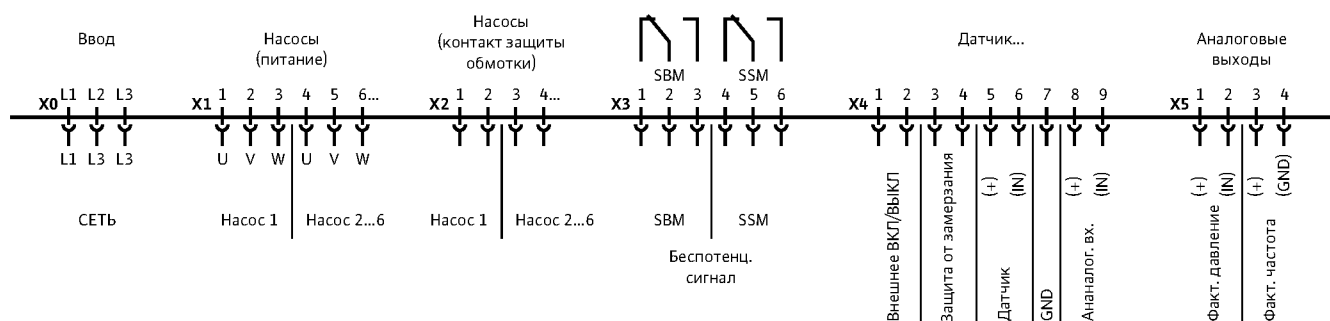 Ввод
Насосы
(питание)
Насосы
(контакт защиты
обмотки)
SBM
SSM
Датчик...
Аналоговые
выходы
X0 L1 L2 L3
X1 1 2 3 4 5 6...
X2 1 2 3 4...
X3 1 2 3 4 5 6
X4 1 2 3 4 5 6 7 8 9
X5 1 2 3 4
L1 L3 L3
U V W U V W
СЕТЬ
Насос 1
Насос 2...6
Насос 1
Насос 2...6
SBM
SSM
Беспотенц.
сигнал
Внешнее ВКЛ/ВЫКЛ
Защита от замерзания
(+) (IN)
Датчик
GND
(+) (IN)
Ананалог. вх.
(+) (IN)
Факт. давление
(+) (GND)
Факт. частота